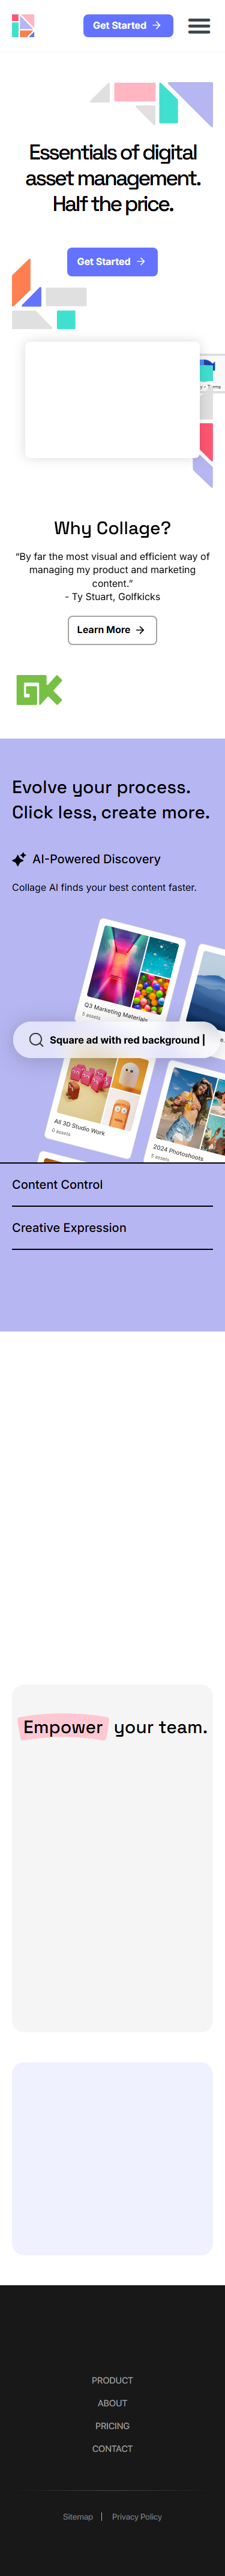 Get Started
Essentials of digital
asset management.
Half the price.
Get Started
Why Collage?
“By far the most visual and efficient way of
managing my product and marketing
content.”
- Ty Stuart, Golfkicks
Learn More
GK
Evolve your process.
Click less, create more.
AI-Powered Discovery
Collage AI finds your best content faster.
Q3 Marketing Materials
5 assets
Square ad with red background |
All 3D Studio Work
0 assets
2024 Photoshoots
5 assets
Content Control
Creative Expression
Empower your team.
PRODUCT
ABOUT
PRICING
CONTACT
Sitemap | Privacy Policy